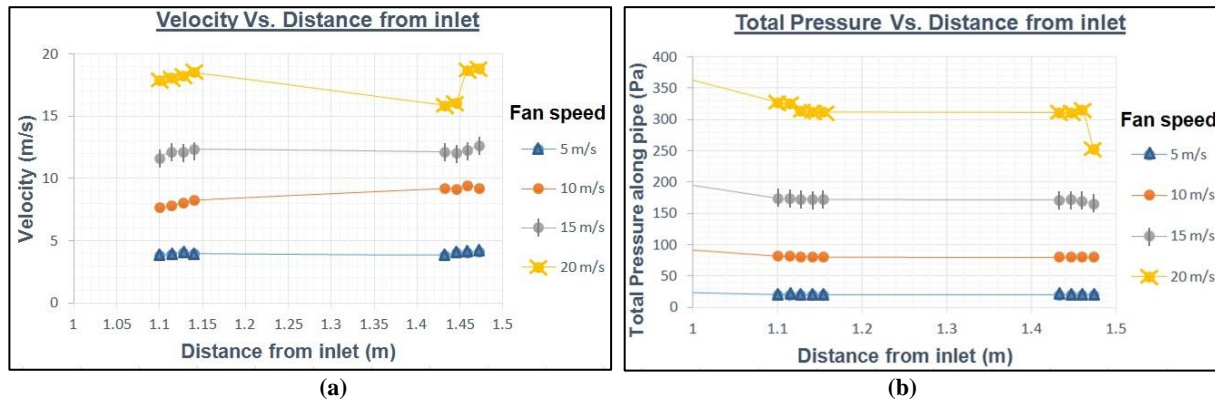 Velocity Vs. Distance from inlet
20
15
10
5
0
Velocity (m/s)
1 1.05 1.1 1.15 1.2 1.25 1.3 1.35 1.4 1.45 1.5
Distance from inlet (m)
Fan speed
5 m/s
10 m/s
15 m/s
20 m/s
(a)
Total Pressure Vs. Distance from inlet
400
350
300
250
200
150
100
50
0
Total Pressure along pipe (Pa)
1 1.1 1.2 1.3 1.4 1.5
Distance from inlet (m)
Fan speed
5 m/s
10 m/s
15 m/s
20 m/s
(b)